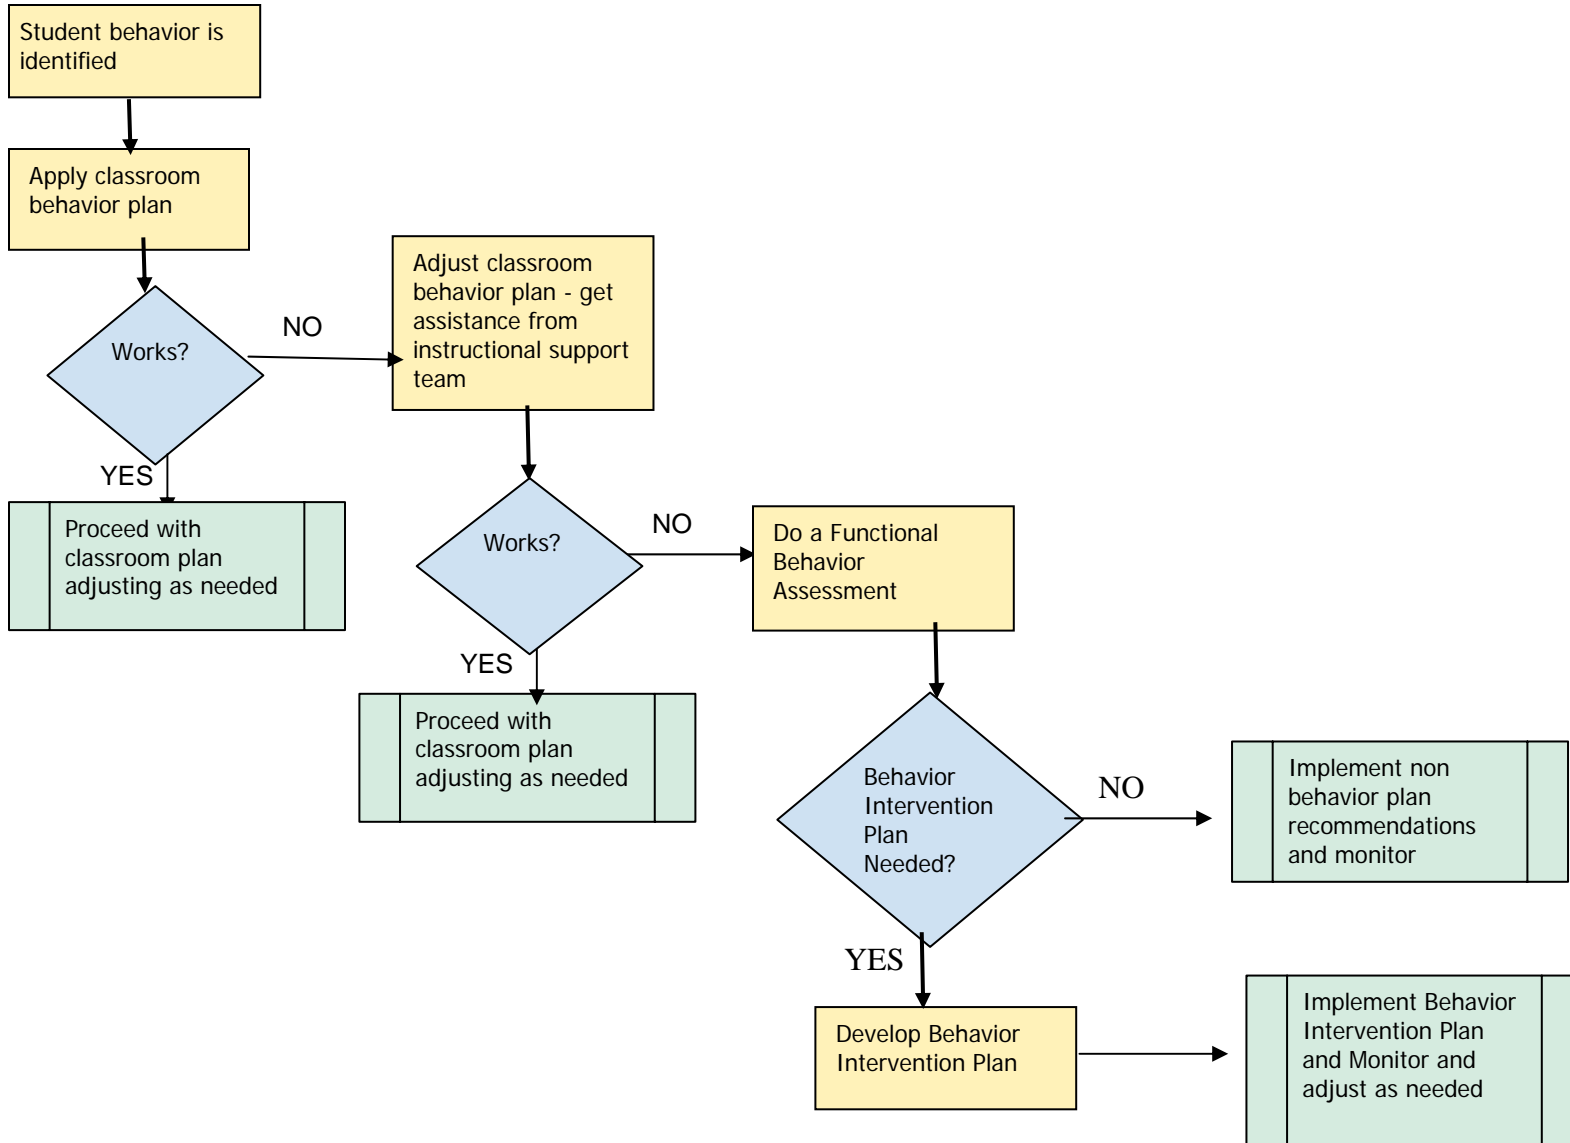 Student behavior is
identified
Apply classroom
behavior plan
Works?
NO
YES
Proceed with
classroom plan
adjusting as needed
Adjust classroom
behavior plan - get
assistance from
instructional support
team
Works?
NO
YES
Proceed with
classroom plan
adjusting as needed
Do a Functional
Behavior
Assessment
Behavior
Intervention
Plan
Needed?
NO
Implement non
behavior plan
recommendations
and monitor
YES
Develop Behavior
Intervention Plan
Implement Behavior
Intervention Plan
and Monitor and
adjust as needed